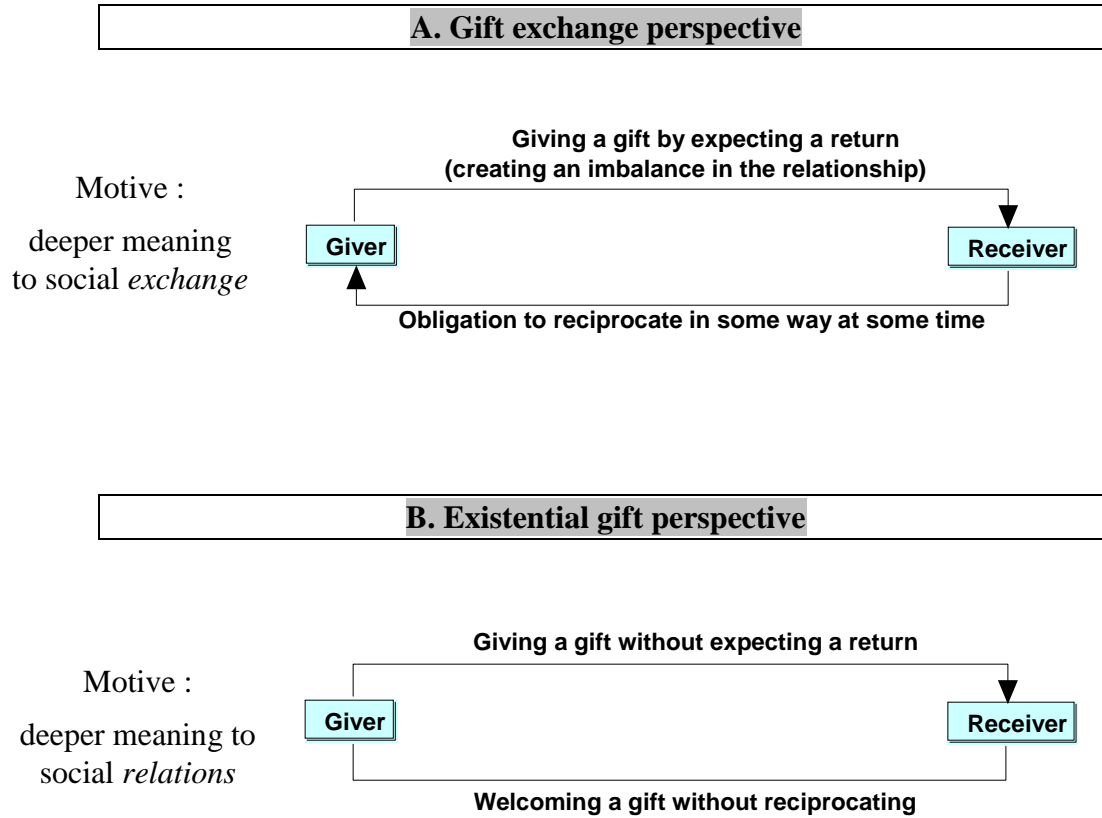 A. Gift exchange perspective
Giving a gift by expecting a return
(creating an imbalance in the relationship)
Motive :
deeper meaning
to social exchange
Giver
Receiver
Obligation to reciprocate in some way at some time
B. Existential gift perspective
Giving a gift without expecting a return
Motive :
deeper meaning to
social relations
Giver
Receiver
Welcoming a gift without reciprocating